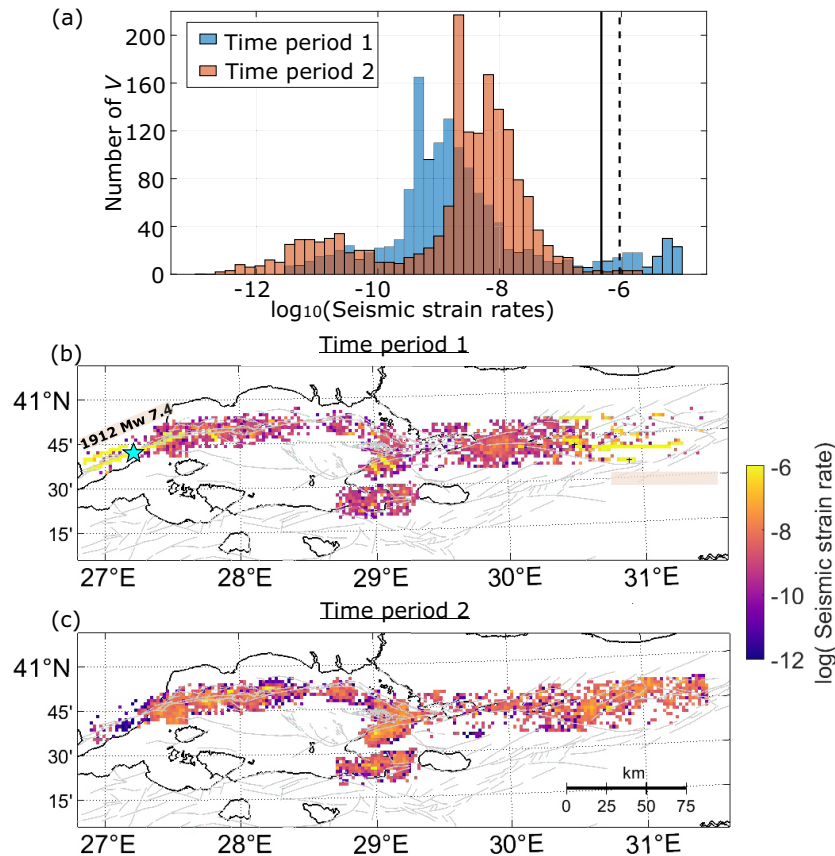 (a)
Time period 1
Time period 2
Number of V
200
160
120
80
40
0
-12
-10
-8
-6
log₁₀(Seismic strain rates)
(b)
Time period 1
1912 Mw 7.4
41°N
45'
30'
15'
27°E
28°E
29°E
30°E
31°E
-6
-8
-10
-12
log( Seismic strain rate)
(c)
Time period 2
41°N
45'
30'
15'
km
0
25
50
75
27°E
28°E
29°E
30°E
31°E